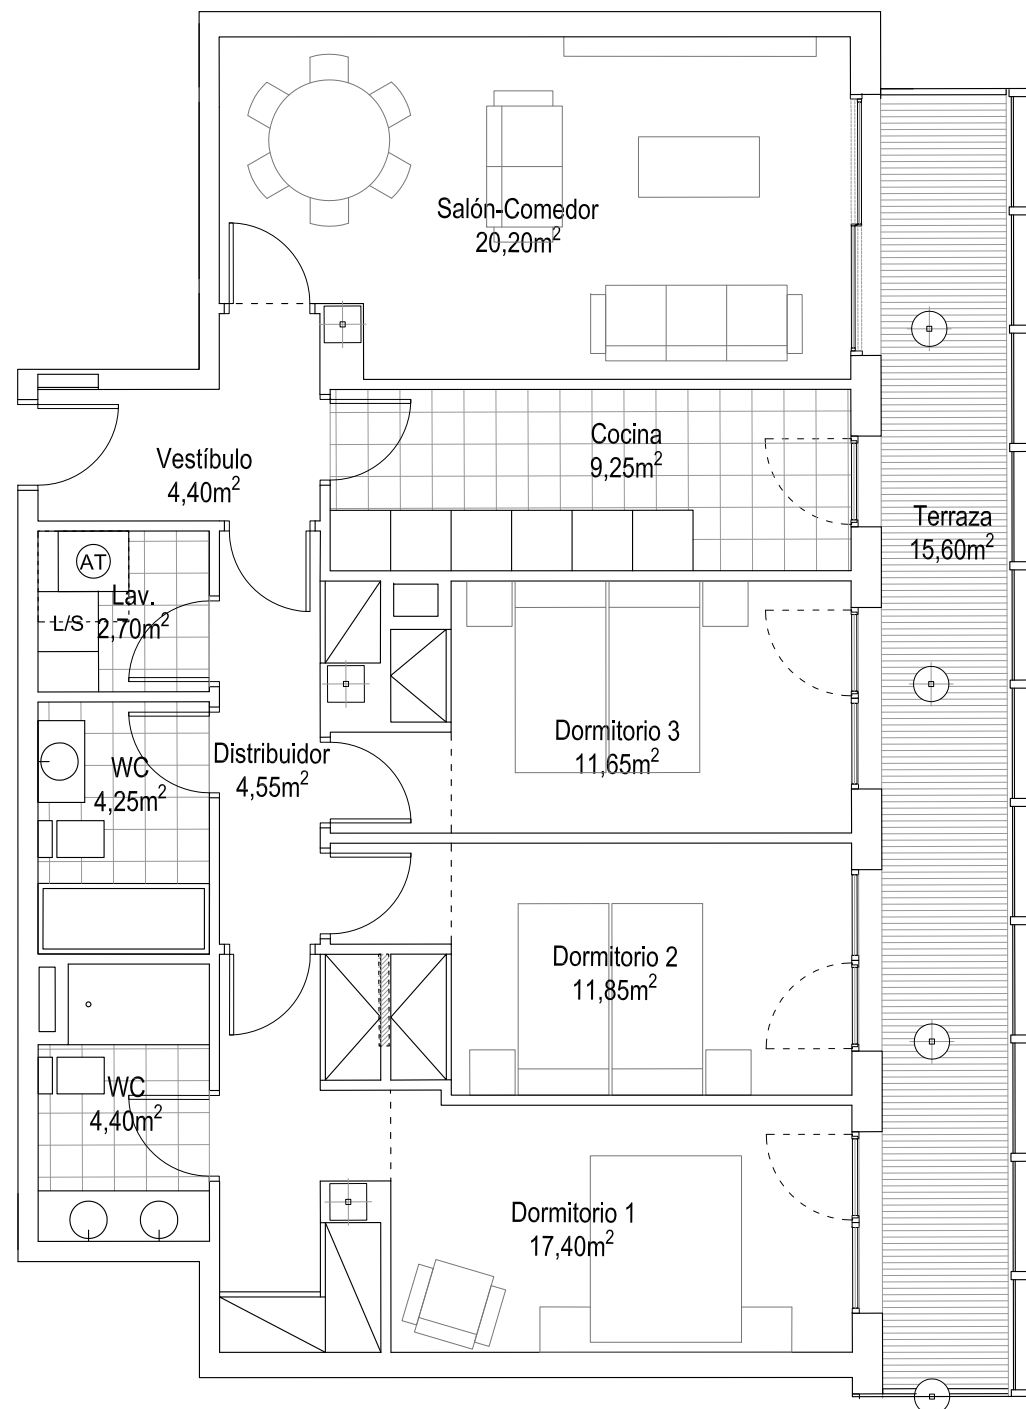 Salón-Comedor
20,20m²
Cocina
9,25m²
Vestíbulo
4,40m²
Terraza
15,60m²
AT
Lav.
L/S 2,70m²
Dormitorio 3
11,65m²
Distribuidor
4,55m²
WC
4,25m²
Dormitorio 2
11,85m²
WC
4,40m²
Dormitorio 1
17,40m²